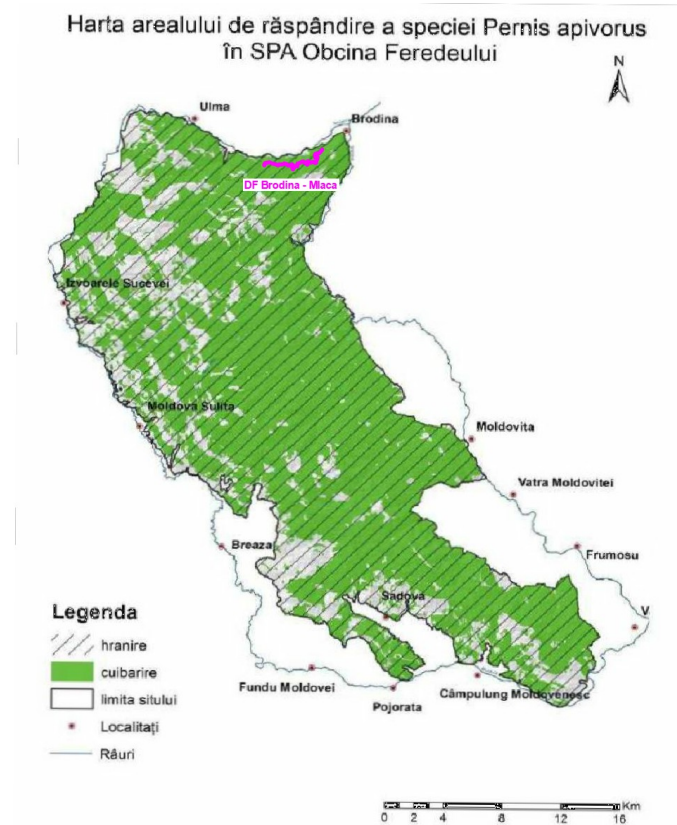 Harta arealului de răspândire a speciei Pernis apivorus
în SPA Obcina Feredeului
N
Ulma
Brodina
DF Brodina - Mlaca
Izvoarele Sucevei
Moldova Sulita
Moldovita
Vatra Moldovitei
Breaza
Frumosu
Sadova
V
Fundu Moldovei
Pojorata
Câmpulung Moldovenesc
Legenda
hranire
cuibarire
limita sitului
Localitați
Râuri
Km
0 2 4 8 12 16